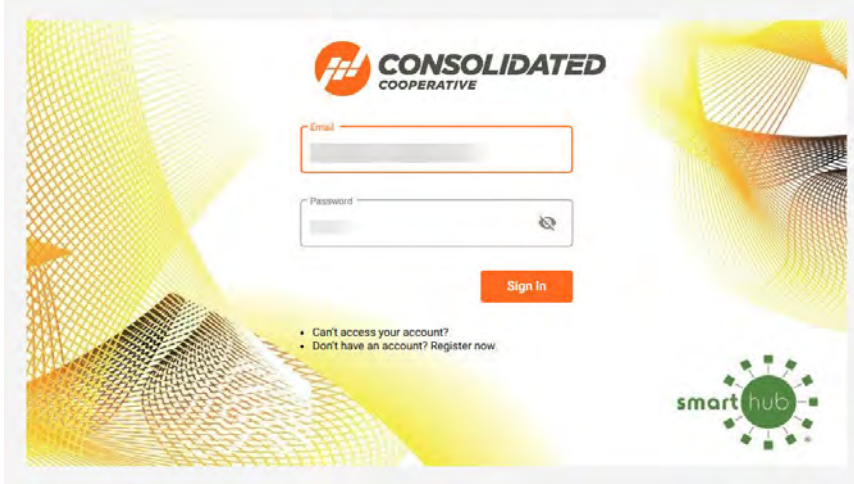 CONSOLIDATED
COOPERATIVE
Email
Password
Sign In
• Can't access your account?
• Don't have an account? Register now.
smart hub
®